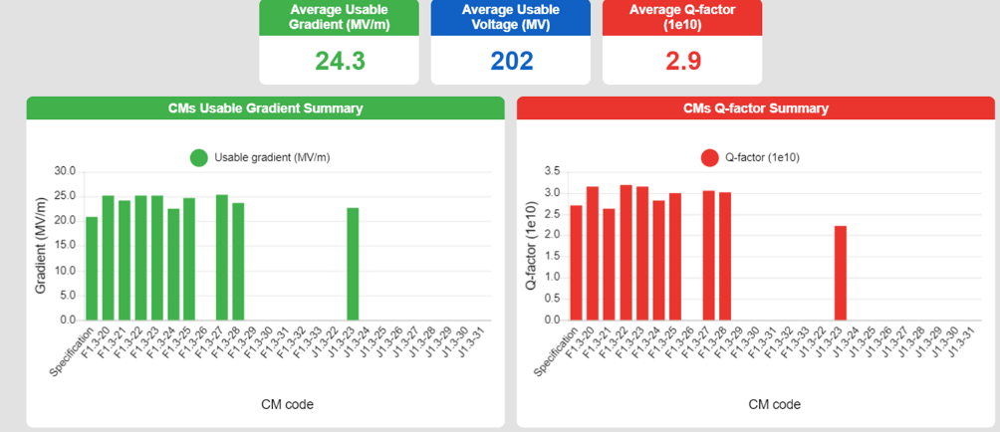 Average Usable
Gradient (MV/m)
24.3
Average Usable
Voltage (MV)
202
Average Q-factor
(1e10)
2.9
CMs Usable Gradient Summary
Usable gradient (MV/m)
Gradient (MV/m)
30.0
25.0
20.0
15.0
10.0
5.0
0.0
Specification
F1.3-20
F1.3-21
F1.3-22
F1.3-23
F1.3-24
F1.3-25
F1.3-26
F1.3-27
F1.3-28
F1.3-29
F1.3-30
F1.3-31
F1.3-32
F1.3-33
J1.3-22
J1.3-23
J1.3-24
J1.3-25
J1.3-26
J1.3-27
J1.3-28
J1.3-29
J1.3-30
J1.3-31
CM code
CMs Q-factor Summary
Q-factor (1e10)
Q-factor (1e10)
3.5
3.0
2.5
2.0
1.5
1.0
0.5
0.0
Specification
F1.3-20
F1.3-21
F1.3-22
F1.3-23
F1.3-24
F1.3-25
F1.3-26
F1.3-27
F1.3-28
F1.3-29
F1.3-30
F1.3-31
F1.3-32
F1.3-33
J1.3-22
J1.3-23
J1.3-24
J1.3-25
J1.3-26
J1.3-27
J1.3-28
J1.3-29
J1.3-30
J1.3-31
CM code